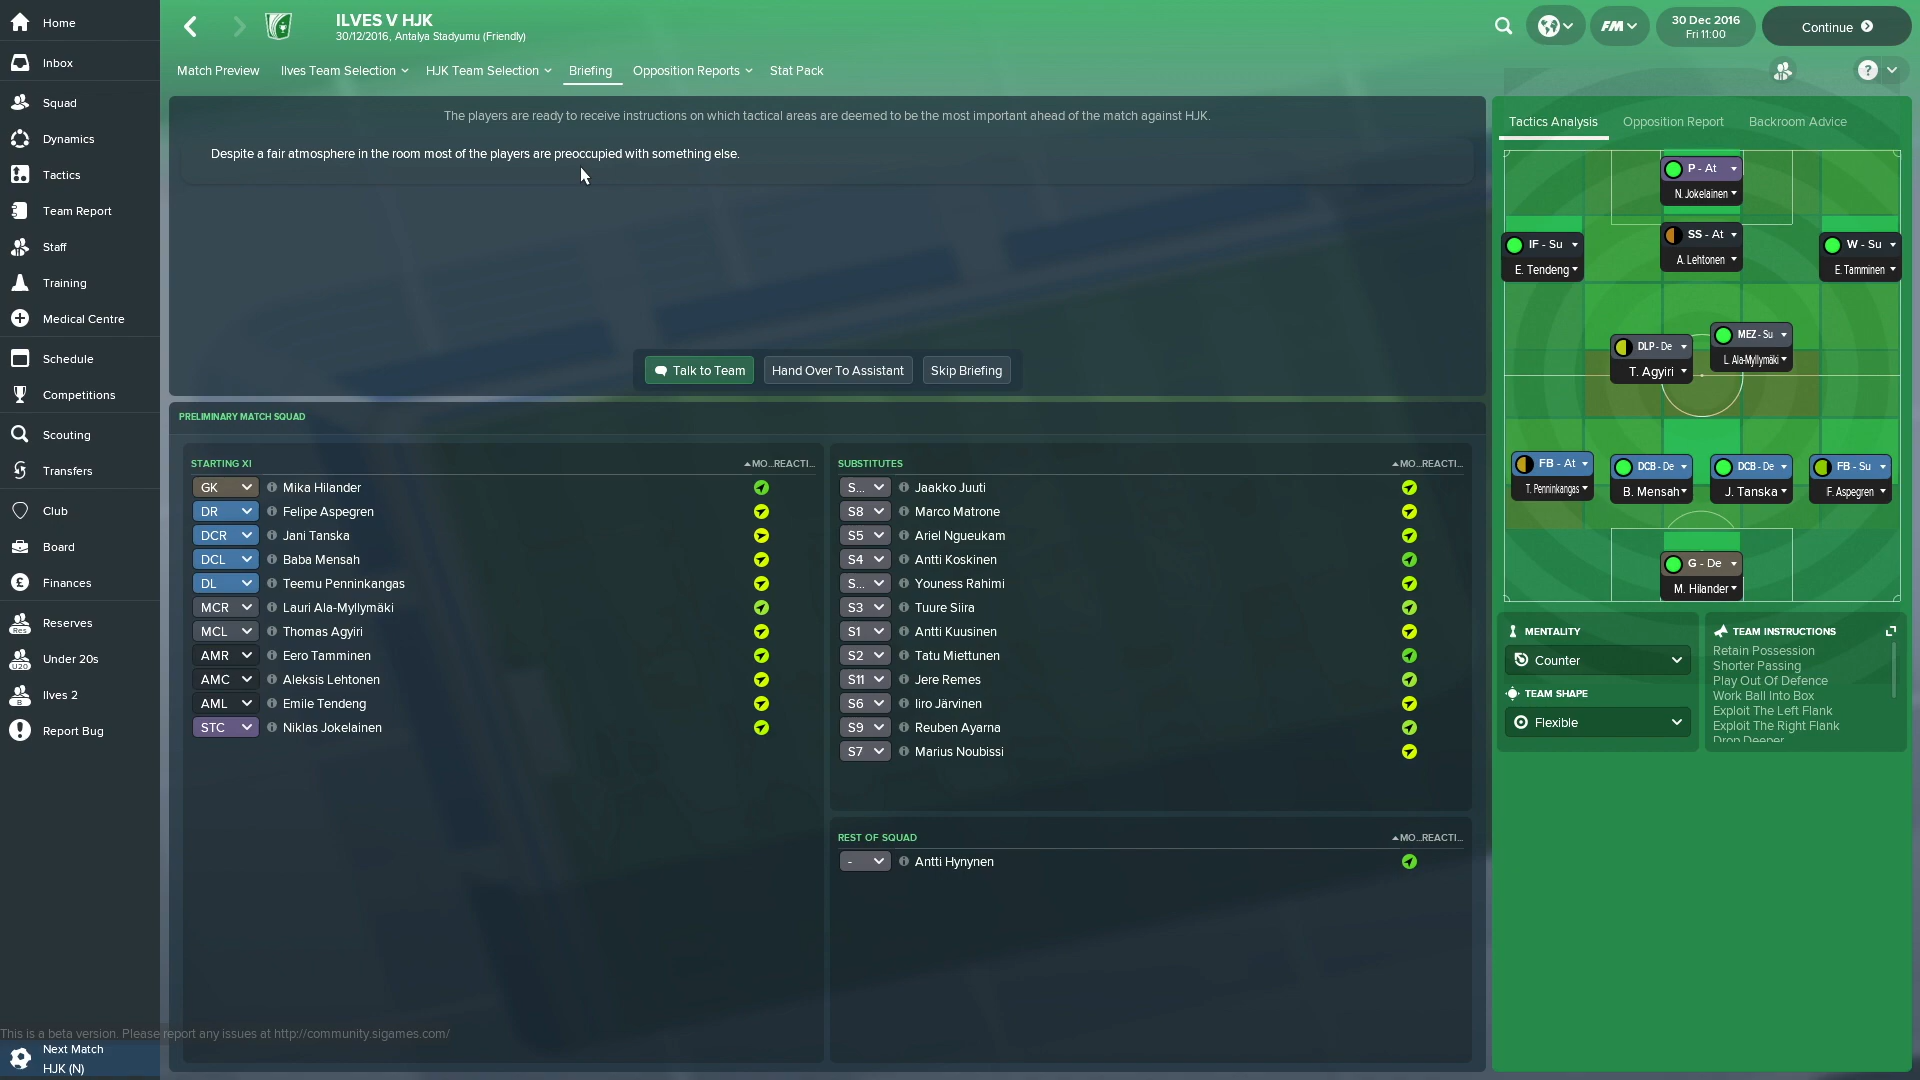 Home
Inbox
Squad
Dynamics
Tactics
Team Report
Staff
Training
Medical Centre
Schedule
Competitions
Scouting
Transfers
Club
Board
Finances
Reserves
Res
Under 20s
U20
Ilves 2
B
Report Bug
ILVES V HJK
30/12/2016, Antalya Stadyumu (Friendly)
FM
30 Dec 2016
Fri 11:00
Continue
Match Preview
Ilves Team Selection
HJK Team Selection
Briefing
Opposition Reports
Stat Pack
?
The players are ready to receive instructions on which tactical areas are deemed to be the most important ahead of the match against HJK.
Despite a fair atmosphere in the room most of the players are preoccupied with something else.
Talk to Team
Hand Over To Assistant
Skip Briefing
PRELIMINARY MATCH SQUAD
STARTING XI MO... REACTI...
GK Mika Hilander
DR Felipe Aspegren
DCR Jani Tanska
DCL Baba Mensah
DL Teemu Penninkangas
MCR Lauri Ala-Myllymäki
MCL Thomas Agyiri
AMR Eero Tamminen
AMC Aleksis Lehtonen
AML Emile Tendeng
STC Niklas Jokelainen
SUBSTITUTES MO... REACTI...
S... Jaakko Juuti
S8 Marco Matrone
S5 Ariel Ngueukam
S4 Antti Koskinen
S... Youness Rahimi
S3 Tuure Siira
S1 Antti Kuusinen
S2 Tatu Miettunen
S11 Jere Remes
S6 Iiro Järvinen
S9 Reuben Ayarna
S7 Marius Noubissi
REST OF SQUAD MO... REACTI...
- Antti Hynynen
Tactics Analysis
Opposition Report
Backroom Advice
P - At
N. Jokelainen
IF - Su
E. Tendeng
SS - At
A. Lehtonen
W - Su
E. Tamminen
DLP - De
T. Agyiri
MEZ - Su
L. Ala-Myllymäki
FB - At
T. Penninkangas
DCB - De
B. Mensah
DCB - De
J. Tanska
FB - Su
F. Aspegren
G - De
M. Hilander
MENTALITY
Counter
TEAM SHAPE
Flexible
TEAM INSTRUCTIONS
Retain Possession
Shorter Passing
Play Out Of Defence
Work Ball Into Box
Exploit The Left Flank
Exploit The Right Flank
Drop Deeper
This is a beta version. Please report any issues at http://community.sigames.com/
Next Match
HJK (N)